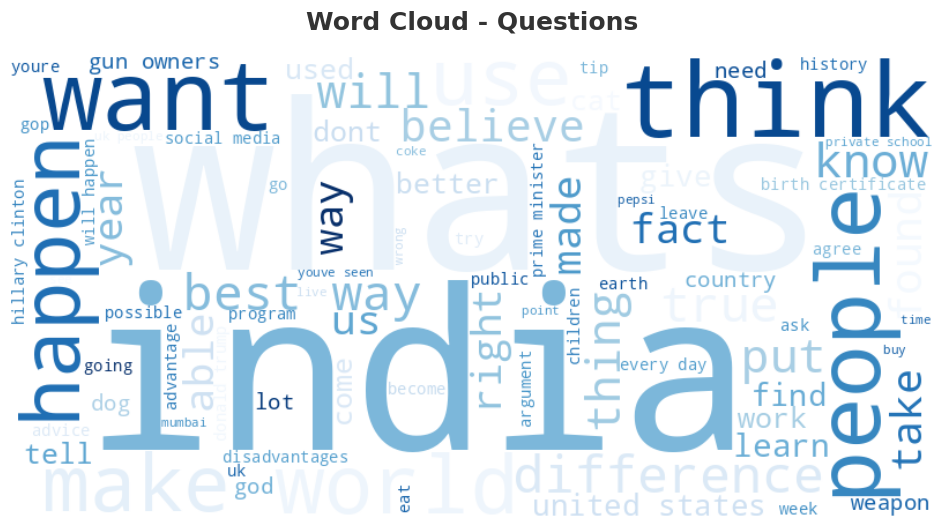 Word Cloud - Questions
youre
gun owners
want
used
will
use
cat
tip
think
need
history
gop
uk people
social media
dont
believe
coke
whats
go
way
better
give
private school
know
birth certificate
happen
will happen
year
hillary clinton
prime minister
made
pepsi
leave
fact
agree
found
people
wrong
try
youve seen
live
best way
us
public
earth
country
true
possible
program
india
point
children
thing
right
argument
every day
ask
time
buy
put
take
able
advantage
donald trump
going
lot
come
become
dog
mumbai
advice
find
work
learn
tell
disadvantages
uk
god
make
world
eat
difference
united states
week
weapon